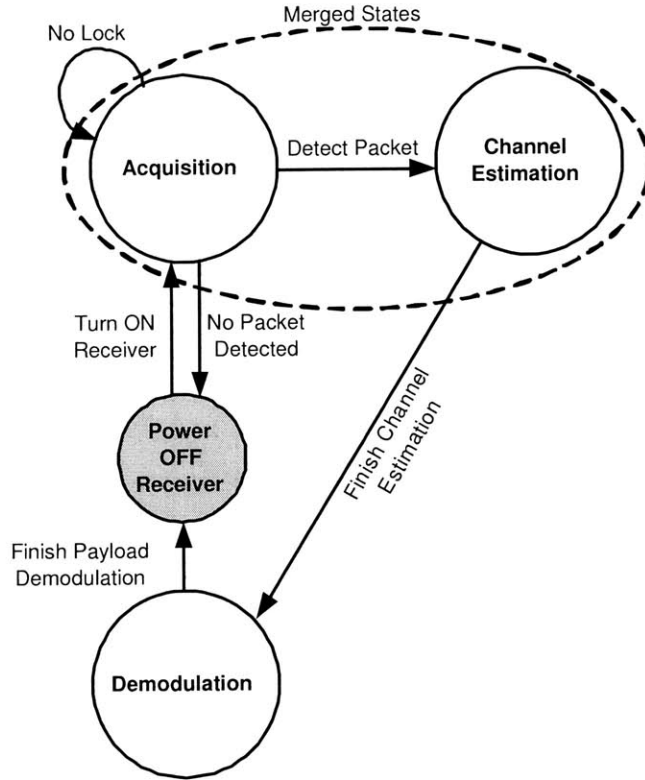 Merged States
No Lock
Acquisition
Detect Packet
Channel
Estimation
Turn ON
Receiver
No Packet
Detected
Power
OFF
Receiver
Finish Channel
Estimation
Finish Payload
Demodulation
Demodulation